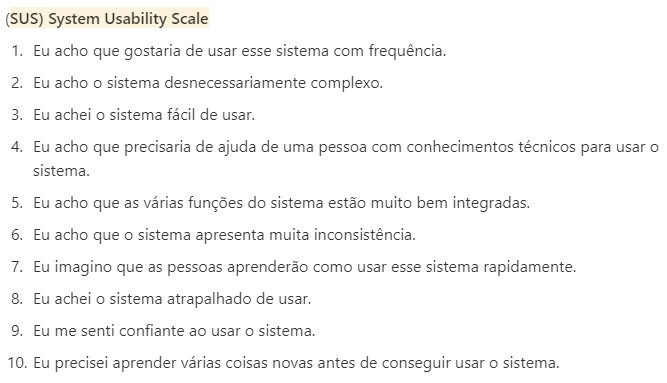 (SUS) System Usability Scale
1. Eu acho que gostaria de usar esse sistema com frequência.
2. Eu acho o sistema desnecessariamente complexo.
3. Eu achei o sistema fácil de usar.
4. Eu acho que precisaria de ajuda de uma pessoa com conhecimentos técnicos para usar o
sistema.
5. Eu acho que as várias funções do sistema estão muito bem integradas.
6. Eu acho que o sistema apresenta muita inconsistência.
7. Eu imagino que as pessoas aprenderão como usar esse sistema rapidamente.
8. Eu achei o sistema atrapalhado de usar.
9. Eu me senti confiante ao usar o sistema.
10. Eu precisei aprender várias coisas novas antes de conseguir usar o sistema.